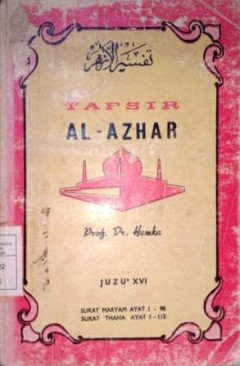 تفسير الأزهر
TAFSIR
AL-AZHAR
Prof. Dr. Hamka
JUZU' XVI
SURAT MARYAM AYAT 1 - 98
SURAT THAHA AYAT 1 - 113